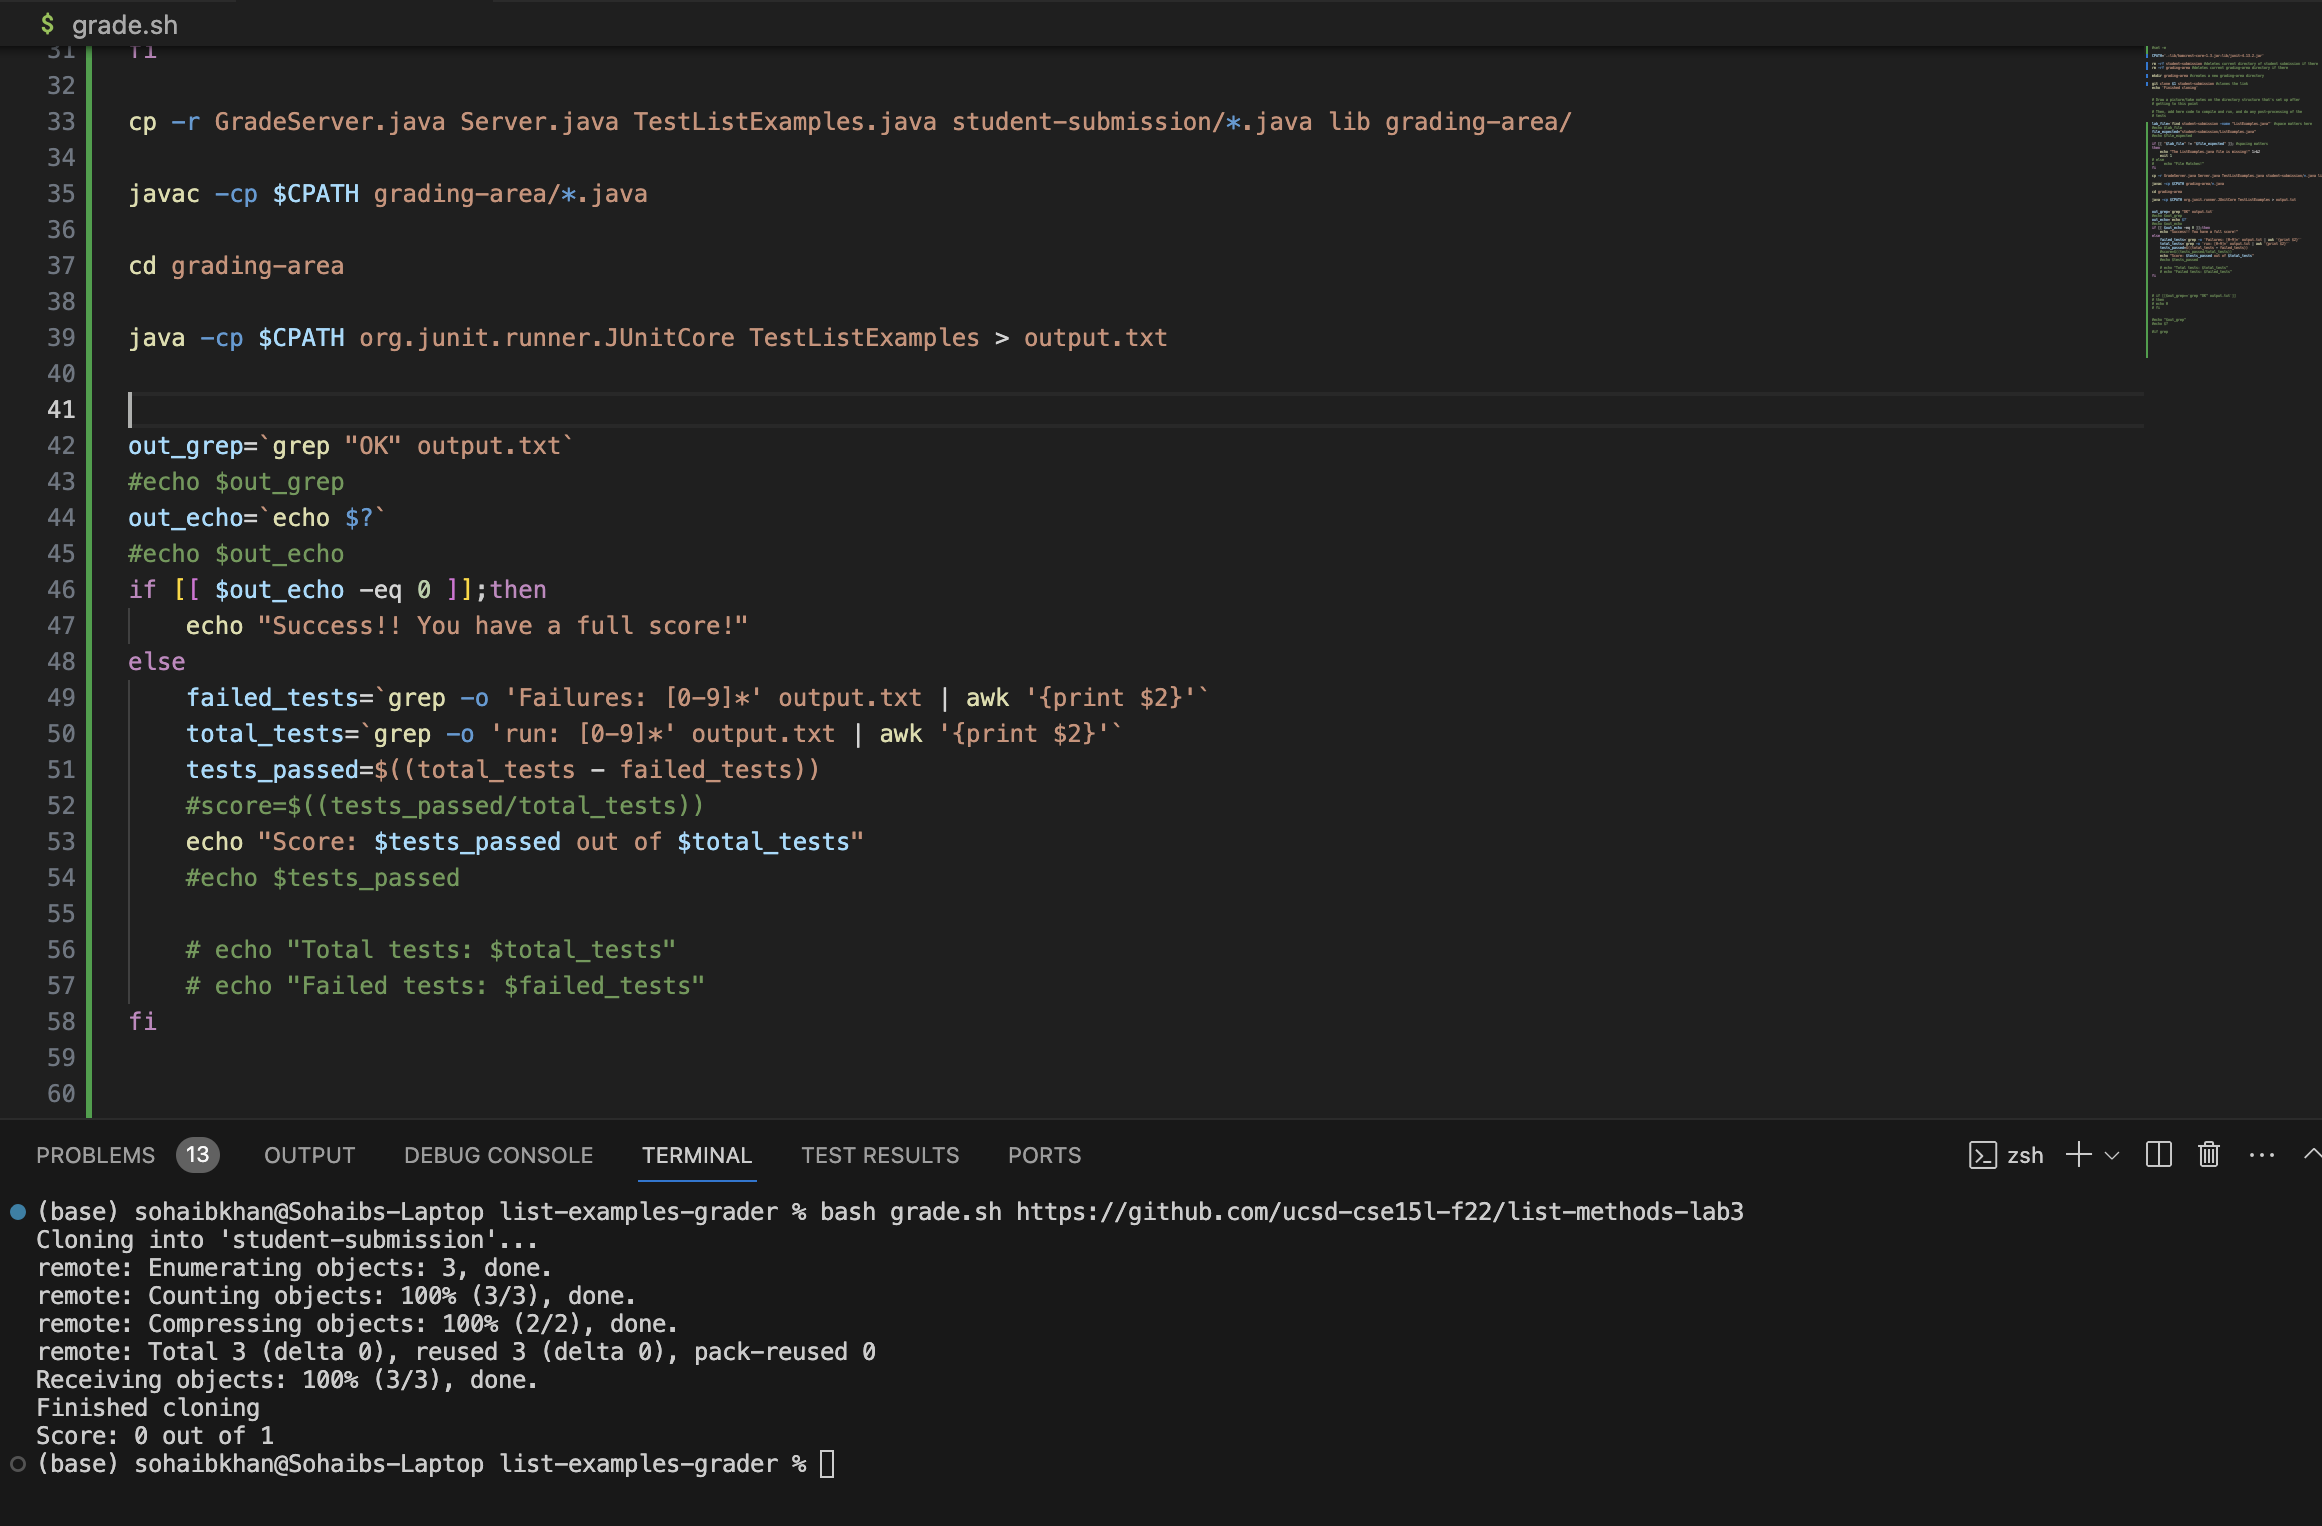 $ grade.sh
31 fi
32
33 cp -r GradeServer.java Server.java TestListExamples.java student-submission/*.java lib grading-area/
34
35 javac -cp $CPATH grading-area/*.java
36
37 cd grading-area
38
39 java -cp $CPATH org.junit.runner.JUnitCore TestListExamples > output.txt
40
41
42 out_grep=`grep "OK" output.txt`
43 #echo $out_grep
44 out_echo=`echo $?`
45 #echo $out_echo
46 if [[ $out_echo -eq 0 ]];then
47 echo "Success!! You have a full score!"
48 else
49 failed_tests=`grep -o 'Failures: [0-9]*' output.txt | awk '{print $2}'`
50 total_tests=`grep -o 'run: [0-9]*' output.txt | awk '{print $2}'`
51 tests_passed=$((total_tests - failed_tests))
52 #score=$((tests_passed/total_tests))
53 echo "Score: $tests_passed out of $total_tests"
54 #echo $tests_passed
55
56 # echo "Total tests: $total_tests"
57 # echo "Failed tests: $failed_tests"
58 fi
59
60
PROBLEMS 13 OUTPUT DEBUG CONSOLE TERMINAL TEST RESULTS PORTS zsh
(base) sohaibkhan@Sohaibs-Laptop list-examples-grader % bash grade.sh https://github.com/ucsd-cse15l-f22/list-methods-lab3
Cloning into 'student-submission'...
remote: Enumerating objects: 3, done.
remote: Counting objects: 100% (3/3), done.
remote: Compressing objects: 100% (2/2), done.
remote: Total 3 (delta 0), reused 3 (delta 0), pack-reused 0
Receiving objects: 100% (3/3), done.
Finished cloning
Score: 0 out of 1
(base) sohaibkhan@Sohaibs-Laptop list-examples-grader %